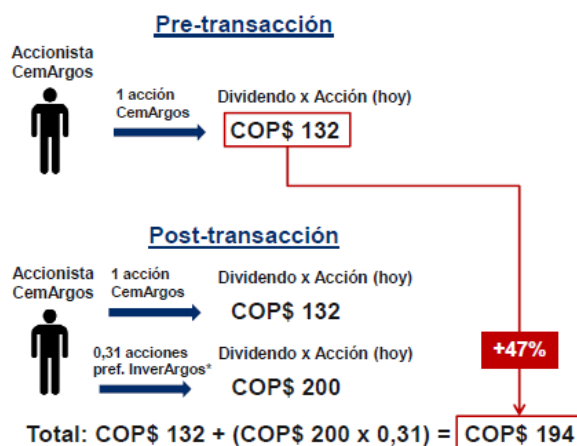 Pre-transacción
Accionista
CemArgos
1 acción
CemArgos
Dividendo x Acción (hoy)
COP$ 132
Post-transacción
Accionista
CemArgos
1 acción
CemArgos
Dividendo x Acción (hoy)
COP$ 132
0,31 acciones
pref. InverArgos*
Dividendo x Acción (hoy)
COP$ 200
+47%
Total: COP$ 132 + (COP$ 200 x 0,31) = COP$ 194